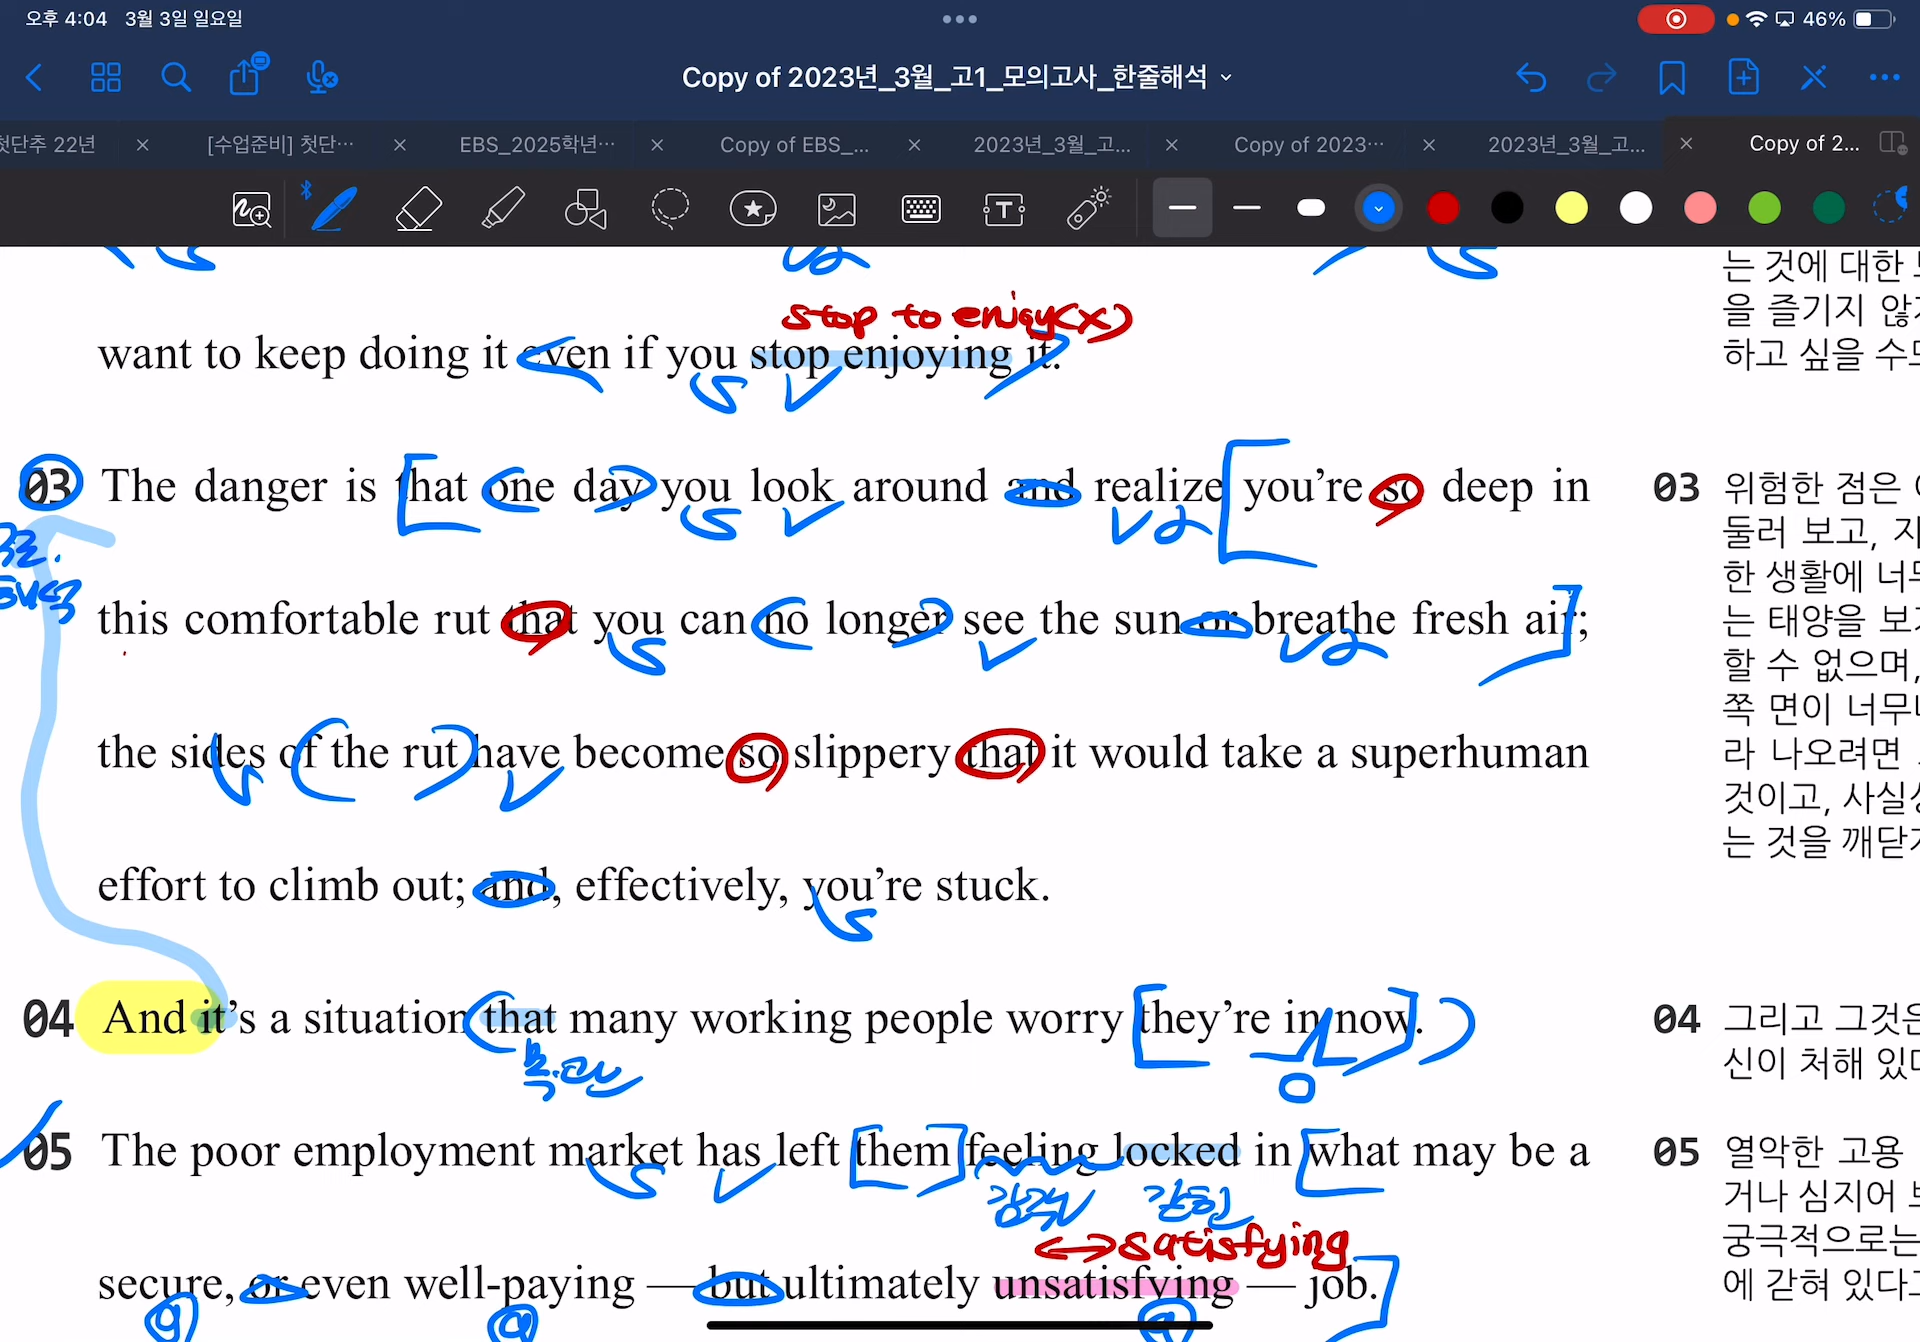 오후 4:04 3월 3일 일요일
46%
Copy of 2023년_3월_고1_모의고사_한줄해석
첫단추 22년
[수업준비] 첫단…
EBS_2025학년…
Copy of EBS_...
2023년_3월_고...
Copy of 2023…
2023년_3월_고...
Copy of 2...
stop to enjoy(x)
want to keep doing it even if you stop enjoying it.
03 The danger is that one day you look around and realize you're so deep in
this comfortable rut that you can no longer see the sun or breathe fresh air;
the sides of the rut have become so slippery that it would take a superhuman
effort to climb out; and, effectively, you're stuck.
04 And it's a situation that many working people worry they're in now.
목.관
05 The poor employment market has left them feeling locked in what may be a
갇힌
↔satisfying
secure, or even well-paying — but ultimately unsatisfying — job.
는 것에 대한
을 즐기지 않
하고 싶을 수
03 위험한 점은
둘러 보고, 지
한 생활에 너무
는 태양을 보
할 수 없으며,
쪽 면이 너무
라 나오려면
것이고, 사실상
는 것을 깨닫
04 그리고 그것은
신이 처해 있
05 열악한 고용
거나 심지어
궁극적으로는
에 갇혀 있다고